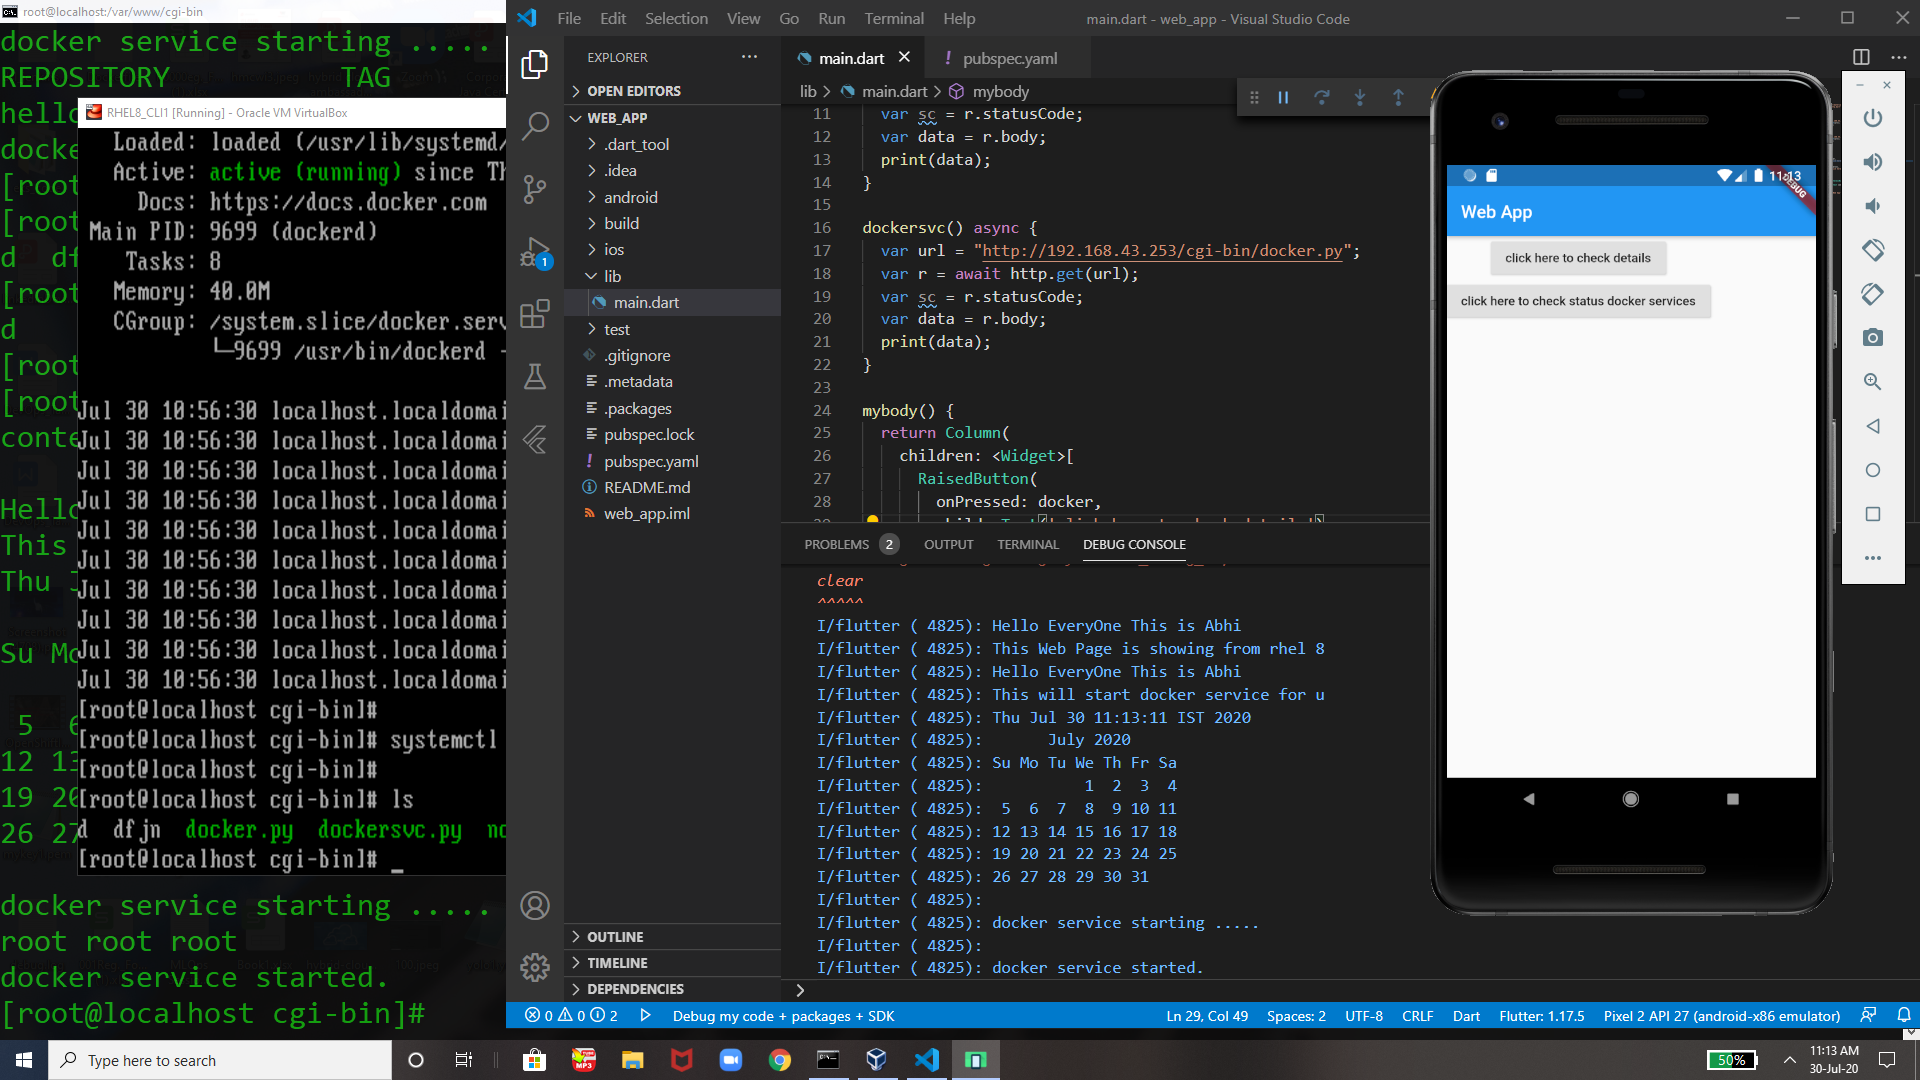 root@localhost:/var/www/cgi-bin
docker service starting .....
REPOSITORY TAG
hello
docke
[root
[root
d df
[root
d
[root
[root
conte
Hello
This
Thu J
Su Mo
5 6
12 13
19 20
26 27
docker service starting .....
root root root
docker service started.
[root@localhost cgi-bin]#
RHEL8_CLI1 [Running] - Oracle VM VirtualBox
Loaded: loaded (/usr/lib/systemd/
Active: active (running) since Th
Docs: https://docs.docker.com
Main PID: 9699 (dockerd)
Tasks: 8
Memory: 40.0M
CGroup: /system.slice/docker.serv
└─9699 /usr/bin/dockerd -
Jul 30 10:56:30 localhost.localdomai
Jul 30 10:56:30 localhost.localdomai
Jul 30 10:56:30 localhost.localdomai
Jul 30 10:56:30 localhost.localdomai
Jul 30 10:56:30 localhost.localdomai
Jul 30 10:56:30 localhost.localdomai
Jul 30 10:56:30 localhost.localdomai
Jul 30 10:56:30 localhost.localdomai
Jul 30 10:56:30 localhost.localdomai
Jul 30 10:56:30 localhost.localdomai
[root@localhost cgi-bin]#
[root@localhost cgi-bin]# systemctl
[root@localhost cgi-bin]#
[root@localhost cgi-bin]# ls
d dfjn docker.py dockersvc.py no
[root@localhost cgi-bin]# _
File Edit Selection View Go Run Terminal Help
main.dart - web_app - Visual Studio Code
EXPLORER
OPEN EDITORS
WEB_APP
.dart_tool
.idea
android
build
ios
lib
main.dart
test
.gitignore
.metadata
.packages
pubspec.lock
! pubspec.yaml
README.md
web_app.iml
OUTLINE
TIMELINE
DEPENDENCIES
1
main.dart
! pubspec.yaml
lib > main.dart > mybody
11 var sc = r.statusCode;
12 var data = r.body;
13 print(data);
14 }
15
16 dockersvc() async {
17 var url = "http://192.168.43.253/cgi-bin/docker.py";
18 var r = await http.get(url);
19 var sc = r.statusCode;
20 var data = r.body;
21 print(data);
22 }
23
24 mybody() {
25 return Column(
26 children: <Widget>[
27 RaisedButton(
28 onPressed: docker,
PROBLEMS 2 OUTPUT TERMINAL DEBUG CONSOLE
clear
^^^^^
I/flutter ( 4825): Hello EveryOne This is Abhi
I/flutter ( 4825): This Web Page is showing from rhel 8
I/flutter ( 4825): Hello EveryOne This is Abhi
I/flutter ( 4825): This will start docker service for u
I/flutter ( 4825): Thu Jul 30 11:13:11 IST 2020
I/flutter ( 4825): July 2020
I/flutter ( 4825): Su Mo Tu We Th Fr Sa
I/flutter ( 4825): 1 2 3 4
I/flutter ( 4825): 5 6 7 8 9 10 11
I/flutter ( 4825): 12 13 14 15 16 17 18
I/flutter ( 4825): 19 20 21 22 23 24 25
I/flutter ( 4825): 26 27 28 29 30 31
I/flutter ( 4825):
I/flutter ( 4825): docker service starting .....
I/flutter ( 4825):
I/flutter ( 4825): docker service started.
11:13
DEBUG
Web App
click here to check details
click here to check status docker services
0 0 2
Debug my code + packages + SDK
Ln 29, Col 49 Spaces: 2 UTF-8 CRLF Dart Flutter: 1.17.5 Pixel 2 API 27 (android-x86 emulator)
Type here to search
MP3
50%
11:13 AM
30-Jul-20